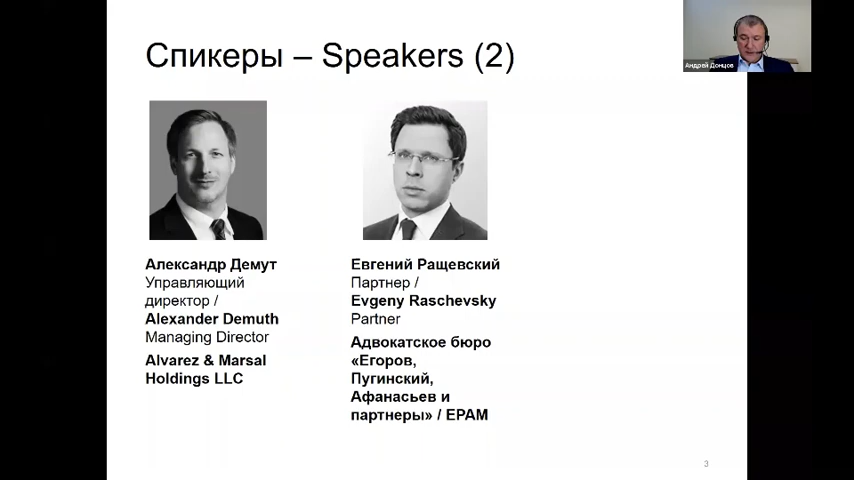 Спикеры – Speakers (2)
Андрей Донцов
Александр Демут
Управляющий
директор /
Alexander Demuth
Managing Director
Alvarez & Marsal
Holdings LLC
Евгений Ращевский
Партнер /
Evgeny Raschevsky
Partner
Адвокатское бюро
«Егоров,
Пугинский,
Афанасьев и
партнеры» / EPAM
3